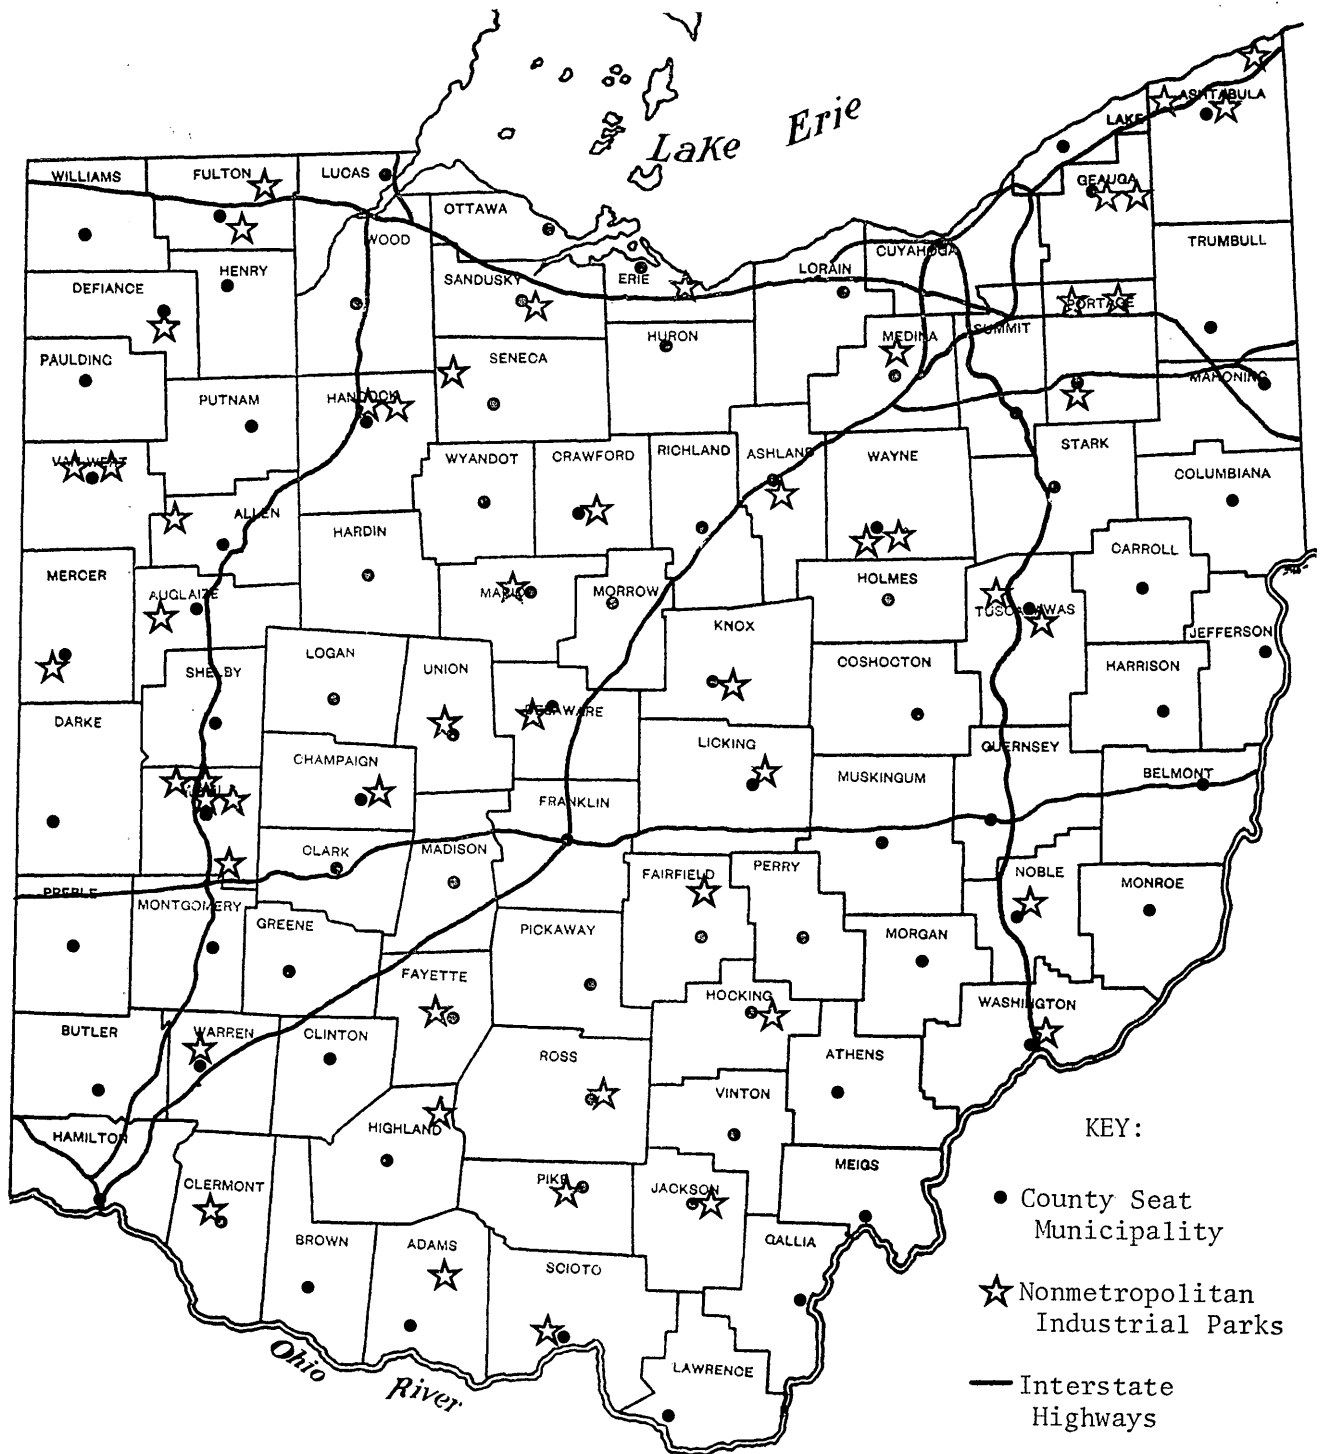 Lake Erie
WILLIAMS
FULTON
LUCAS
OTTAWA
WOOD
HENRY
DEFIANCE
SANDUSKY
ERIE
LORAIN
CUYAHOGA
LAKE
ASHTABULA
GEAUGA
TRUMBULL
PAULDING
PUTNAM
HANCOCK
SENECA
HURON
MEDINA
SUMMIT
PORTAGE
MAHONING
VAN WERT
ALLEN
HARDIN
WYANDOT
CRAWFORD
RICHLAND
ASHLAND
WAYNE
STARK
COLUMBIANA
MERCER
AUGLAIZE
MARION
MORROW
HOLMES
CARROLL
TUSCARAWAS
JEFFERSON
KNOX
COSHOCTON
HARRISON
SHELBY
LOGAN
UNION
DELAWARE
DARKE
CHAMPAIGN
LICKING
MUSKINGUM
GUERNSEY
BELMONT
FRANKLIN
CLARK
MADISON
FAIRFIELD
PERRY
NOBLE
MONROE
PREBLE
MONTGOMERY
GREENE
PICKAWAY
MORGAN
FAYETTE
HOCKING
WASHINGTON
BUTLER
WARREN
CLINTON
ROSS
ATHENS
VINTON
HAMILTON
HIGHLAND
MEIGS
CLERMONT
PIKE
JACKSON
BROWN
ADAMS
SCIOTO
GALLIA
LAWRENCE
Ohio River
KEY:
County Seat
Municipality
Nonmetropolitan
Industrial Parks
Interstate
Highways